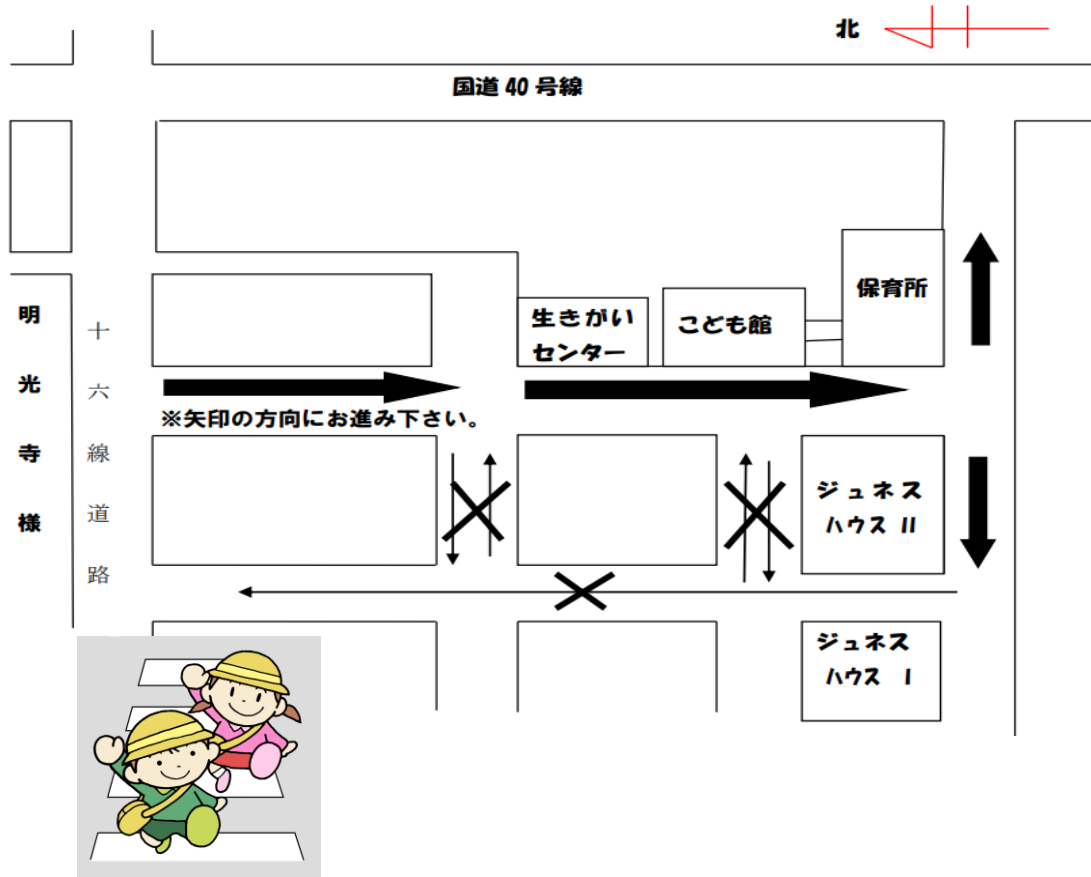 北
国道40号線
明光寺様
十六線道路
生きがい
センター
こども館
保育所
※矢印の方向にお進み下さい。
ジュネス
ハウス II
ジュネス
ハウス I